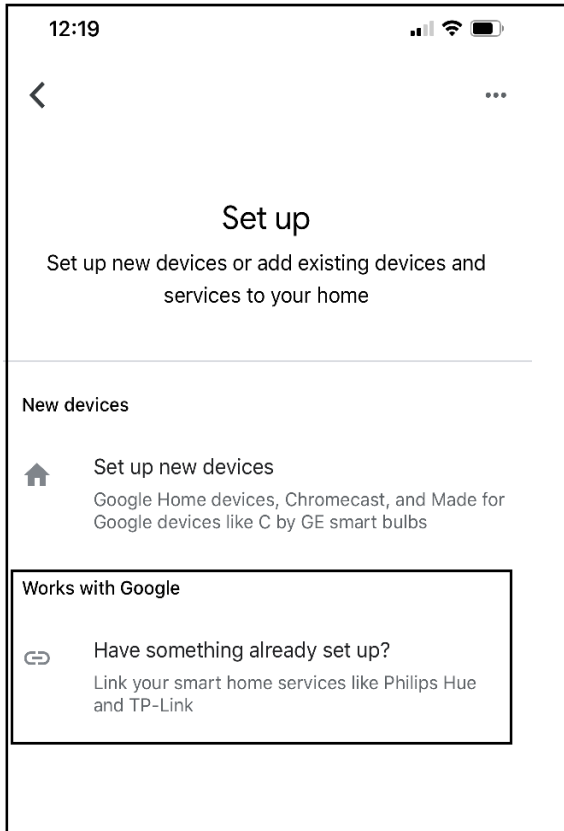 12:19
Set up
Set up new devices or add existing devices and
services to your home
New devices
Set up new devices
Google Home devices, Chromecast, and Made for
Google devices like C by GE smart bulbs
Works with Google
Have something already set up?
Link your smart home services like Philips Hue
and TP-Link